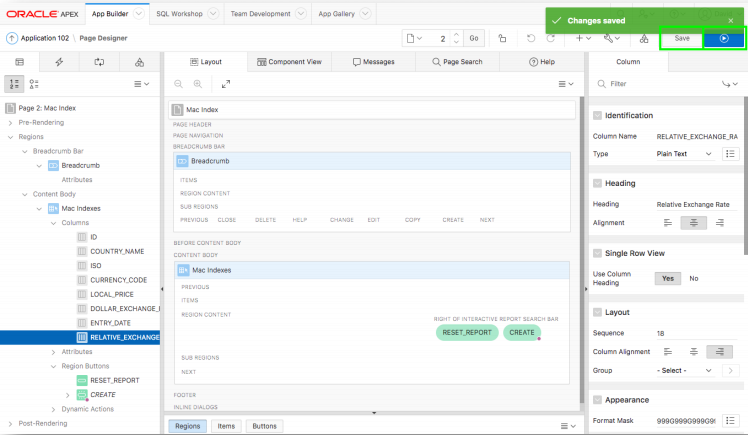 ORACLE APEX App Builder SQL Workshop Team Development App Gallery
Changes saved
Application 102 \ Page Designer 2 Go Save
Layout Component View Messages Page Search Help Column
Filter
Page 2: Mac Index
Pre-Rendering
Regions
Breadcrumb Bar
Breadcrumb
Attributes
Content Body
Mac Indexes
Columns
ID
COUNTRY_NAME
ISO
CURRENCY_CODE
LOCAL_PRICE
DOLLAR_EXCHANGE_
ENTRY_DATE
RELATIVE_EXCHANGE
Attributes
Region Buttons
RESET_REPORT
CREATE
Dynamic Actions
Post-Rendering
Mac Index
PAGE HEADER
PAGE NAVIGATION
BREADCRUMB BAR
Breadcrumb
ITEMS
REGION CONTENT
SUB REGIONS
PREVIOUS CLOSE DELETE HELP CHANGE EDIT COPY CREATE NEXT
BEFORE CONTENT BODY
CONTENT BODY
Mac Indexes
PREVIOUS
ITEMS
REGION CONTENT
RIGHT OF INTERACTIVE REPORT SEARCH BAR
RESET_REPORT CREATE
SUB REGIONS
NEXT
FOOTER
INLINE DIALOGS
Regions Items Buttons
Identification
Column Name RELATIVE_EXCHANGE_RA
Type Plain Text
Heading
Heading Relative Exchange Rate
Alignment
Single Row View
Use Column
Heading
Yes No
Layout
Sequence 18
Column Alignment
Group - Select -
Appearance
Format Mask 999G999G999G99